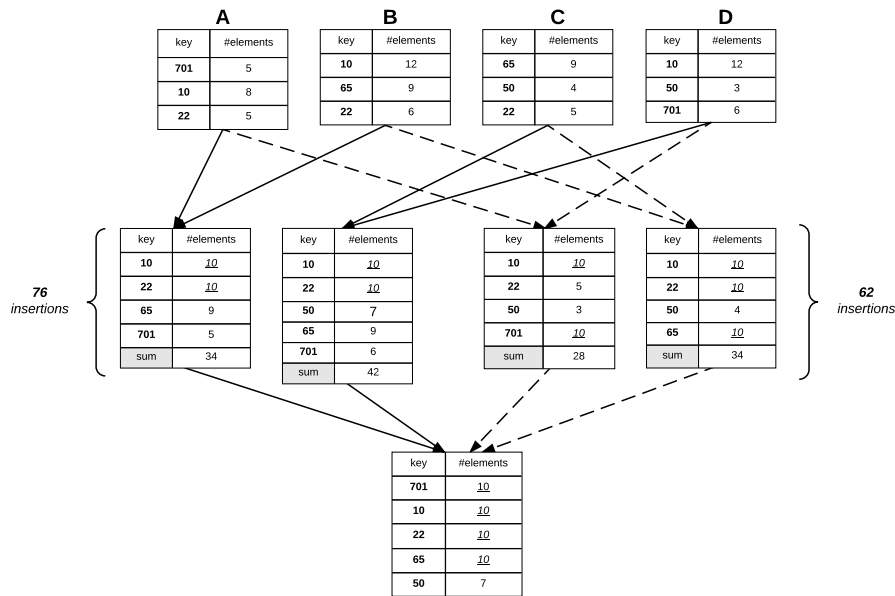 A B C D
key #elements key #elements key #elements key #elements
701 5 10 12 65 9 10 12
10 8 65 9 50 4 50 3
22 5 22 6 22 5 701 6
key #elements key #elements key #elements key #elements
10 10 10 10 10 10 10 10
22 10 22 10 22 5 22 10
65 9 50 7 50 3 50 4
701 5 65 9 701 10 65 10
sum 34 701 6 sum 28 sum 34
sum 42
76
insertions
62
insertions
key #elements
701 10
10 10
22 10
65 10
50 7